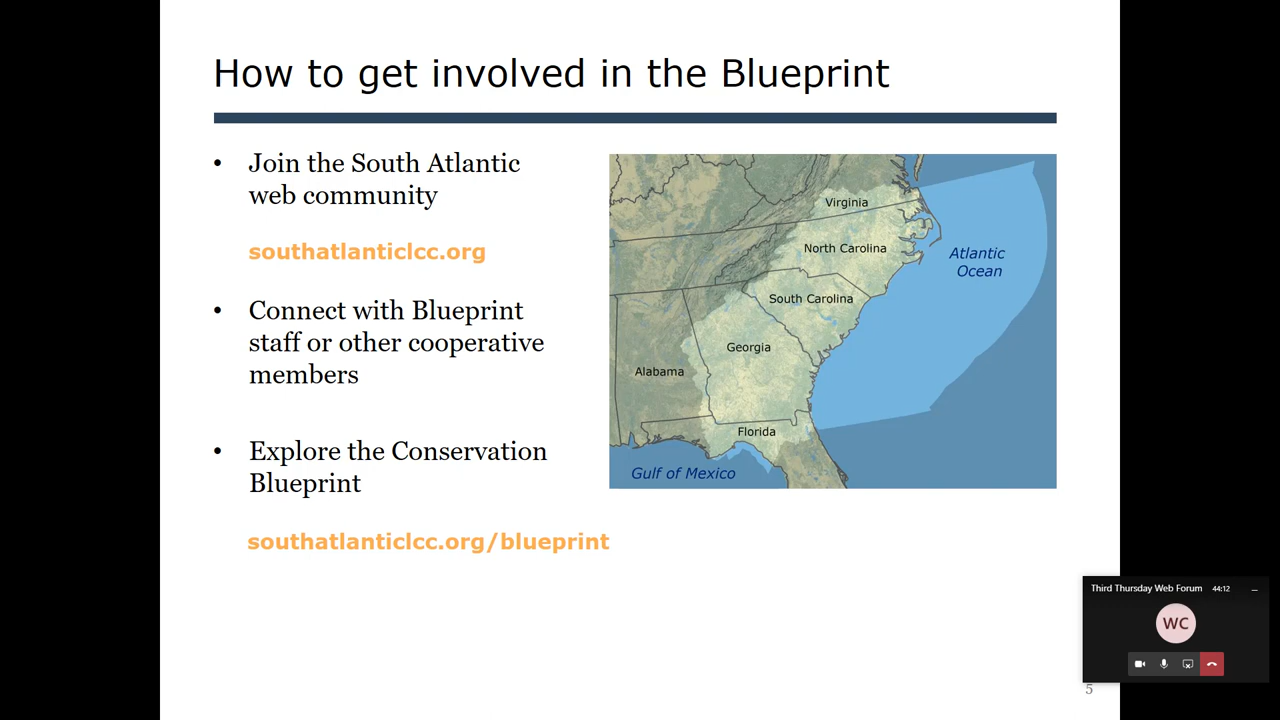 How to get involved in the Blueprint
• Join the South Atlantic
web community
southatlanticlcc.org
• Connect with Blueprint
staff or other cooperative
members
• Explore the Conservation
Blueprint
southatlanticlcc.org/blueprint
Virginia
North Carolina
Atlantic
Ocean
South Carolina
Georgia
Alabama
Florida
Gulf of Mexico
Third Thursday Web Forum 44:12
WC
5